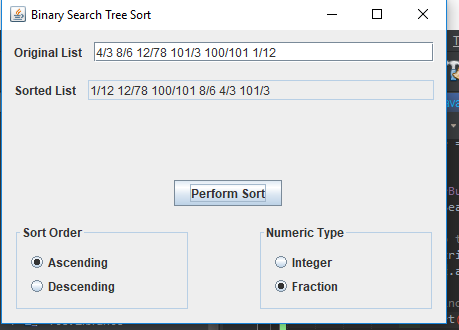 Binary Search Tree Sort
Original List 4/3 8/6 12/78 101/3 100/101 1/12
Sorted List 1/12 12/78 100/101 8/6 4/3 101/3
Perform Sort
Sort Order
Ascending
Descending
Numeric Type
Integer
Fraction